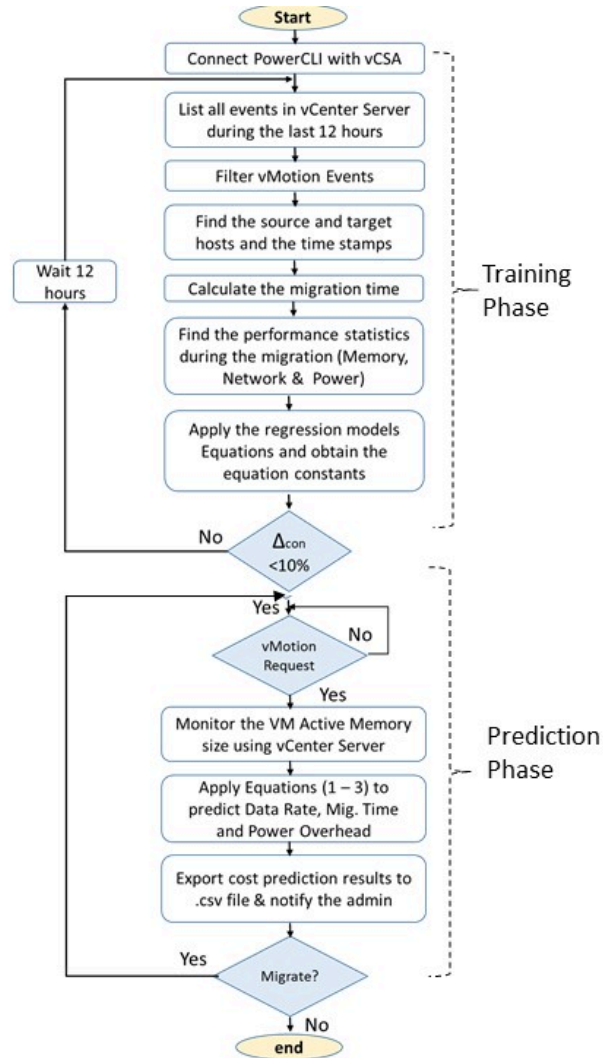 Start
Connect PowerCLI with vCSA
List all events in vCenter Server
during the last 12 hours
Filter vMotion Events
Find the source and target
hosts and the time stamps
Wait 12
hours
Calculate the migration time
Training
Phase
Find the performance statistics
during the migration (Memory,
Network & Power)
Apply the regression models
Equations and obtain the
equation constants
No
Δcon
<10%
Yes
No
vMotion
Request
Yes
Monitor the VM Active Memory
size using vCenter Server
Prediction
Phase
Apply Equations (1 – 3) to
predict Data Rate, Mig. Time
and Power Overhead
Export cost prediction results to
.csv file & notify the admin
Yes
Migrate?
No
end